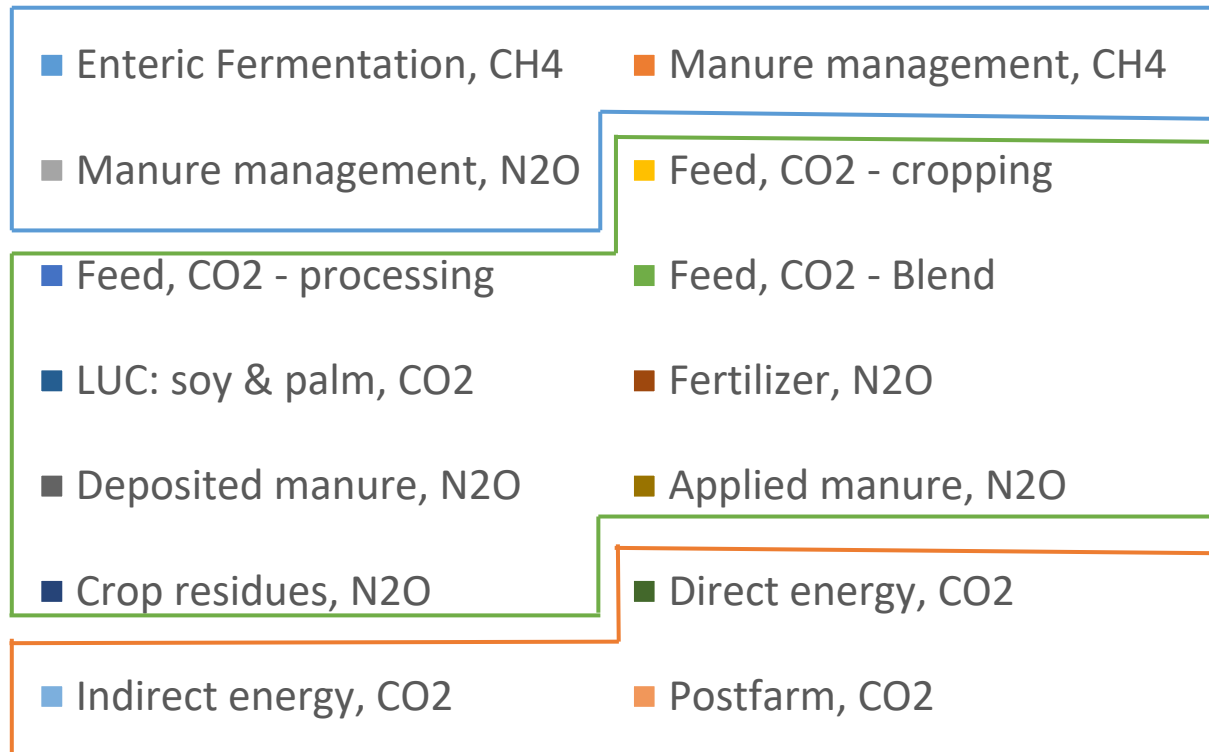 Enteric Fermentation, CH4 Manure management, CH4
Manure management, N2O Feed, CO2 - cropping
Feed, CO2 - processing Feed, CO2 - Blend
LUC: soy & palm, CO2 Fertilizer, N2O
Deposited manure, N2O Applied manure, N2O
Crop residues, N2O Direct energy, CO2
Indirect energy, CO2 Postfarm, CO2